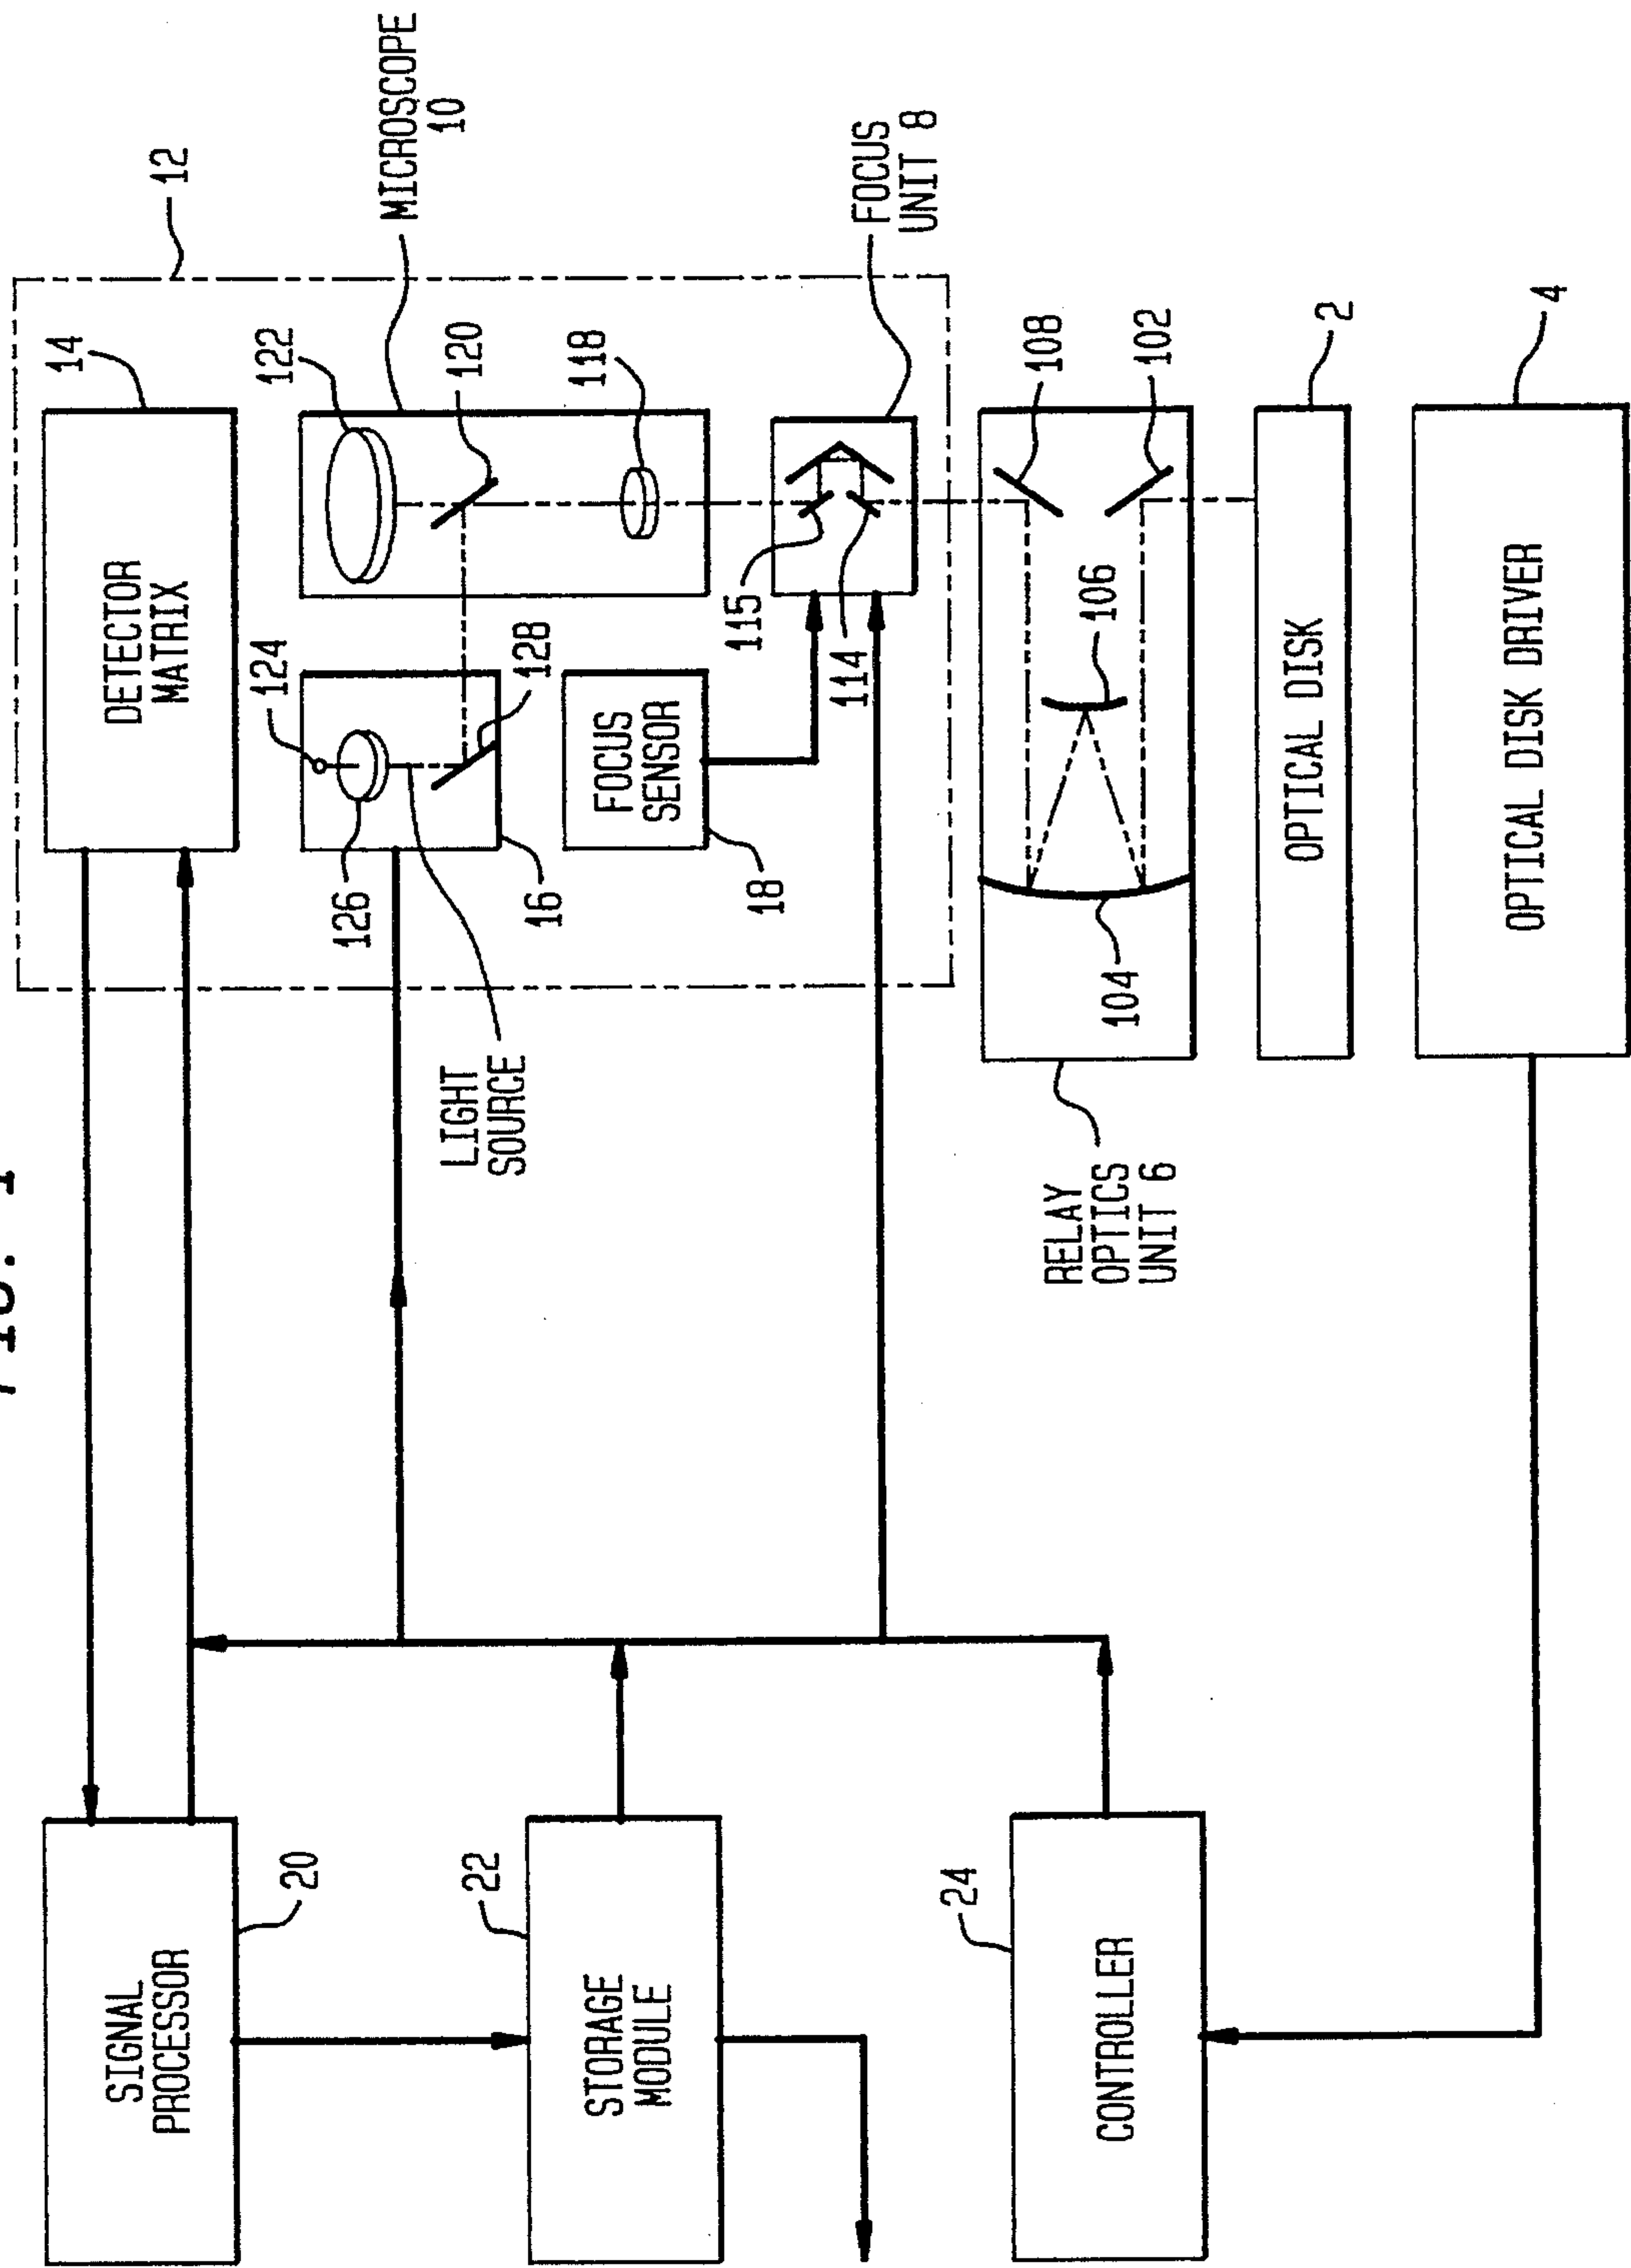 FIG. 1
SIGNAL
PROCESSOR
20
STORAGE
MODULE
22
CONTROLLER
24
DETECTOR
MATRIX
14
12
124
126
128
16
LIGHT
SOURCE
122
120
118
MICROSCOPE
10
FOCUS
SENSOR
18
115
114
FOCUS
UNIT 8
108
102
106
104
RELAY
OPTICS
UNIT 6
OPTICAL DISK
2
OPTICAL DISK DRIVER
4